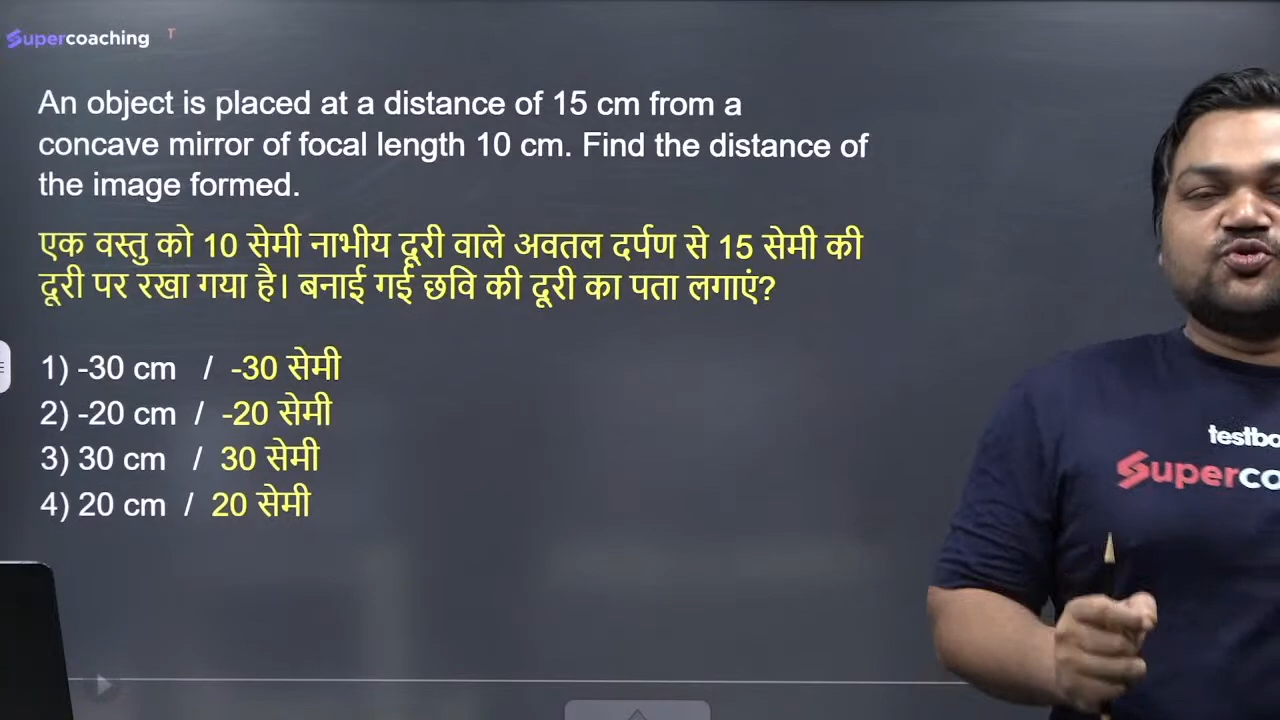 Supercoaching
An object is placed at a distance of 15 cm from a
concave mirror of focal length 10 cm. Find the distance of
the image formed.
एक वस्तु को 10 सेमी नाभीय दूरी वाले अवतल दर्पण से 15 सेमी की
दूरी पर रखा गया है। बनाई गई छवि की दूरी का पता लगाएं?
1) -30 cm / -30 सेमी
2) -20 cm / -20 सेमी
3) 30 cm / 30 सेमी
4) 20 cm / 20 सेमी
testbo
Superco